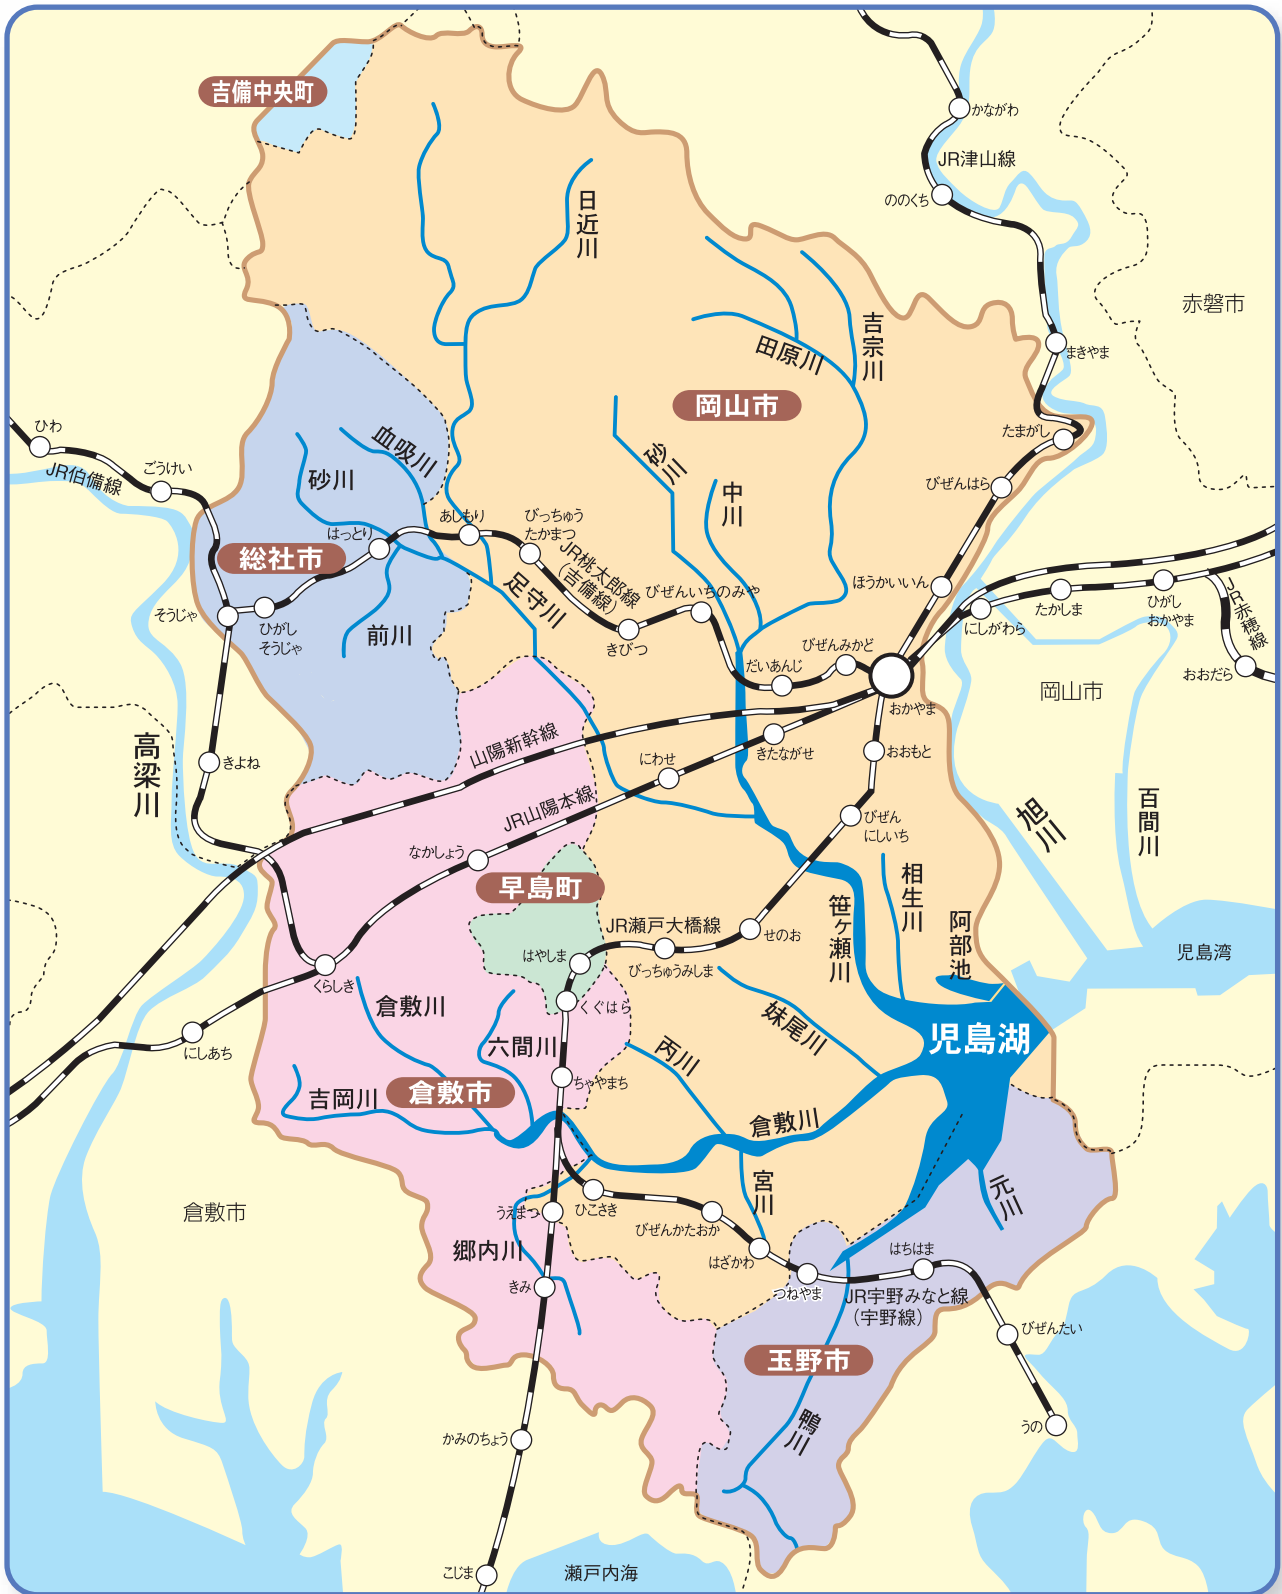 吉備中央町
かながわ
JR津山線
ののくち
日近川
赤磐市
吉宗川
田原川
まきやま
岡山市
ひわ
JR伯備線
ごうけい
血吸川
砂川
砂川
中川
たまがし
びぜんはら
あしもり
びっちゅう
たかまつ
はっとり
総社市
JR桃太郎線
(吉備線)
足守川
びぜんいちのみや
ほうかいいん
たかしま
ひがし
おかやま
JR赤穂線
そうじゃ
ひがし
そうじゃ
前川
きびつ
びぜんみかど
にしがわら
だいあんじ
おおだら
岡山市
おかやま
高梁川
きよね
山陽新幹線
にわせ
きたながせ
おおもと
JR山陽本線
なかしょう
びぜん
にしいち
旭川
百間川
早島町
相生川
笹ヶ瀬川
阿部池
JR瀬戸大橋線
せのお
はやしま
びっちゅうみしま
児島湾
くらしき
倉敷川
くぐはら
妹尾川
児島湖
にしあち
六間川
丙川
ちゃやまち
吉岡川
倉敷市
倉敷川
宮川
元川
倉敷市
うえまつ
ひこさき
びぜんかたおか
郷内川
はざかわ
はちはま
きみ
つねやま
JR宇野みなと線
(宇野線)
びぜんたい
玉野市
鴨川
うの
かみのちょう
こじま
瀬戸内海